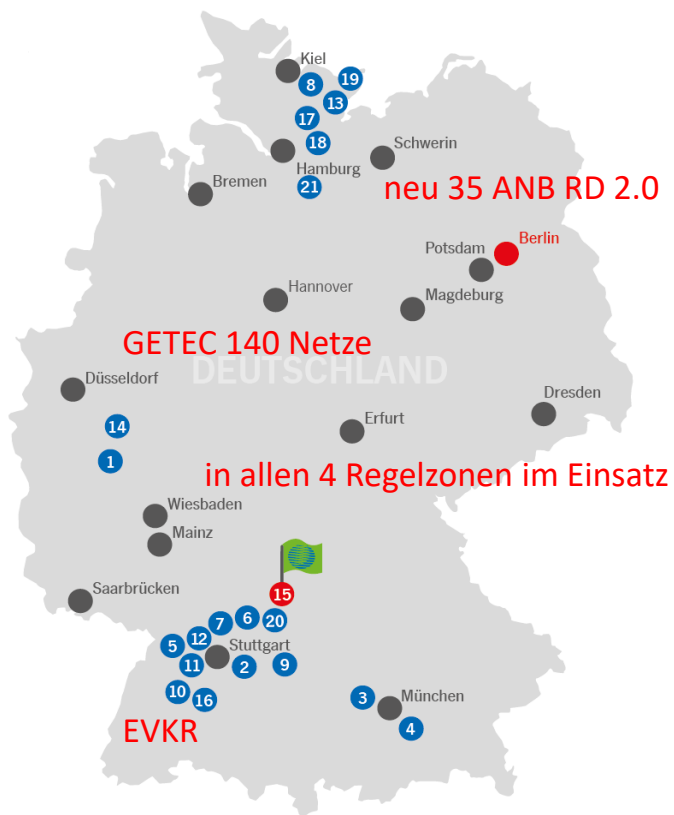 Kiel
8
19
13
17
18
Schwerin
Hamburg
Bremen
21
neu 35 ANB RD 2.0
Berlin
Potsdam
Hannover
Magdeburg
GETEC 140 Netze
DEUTSCHLAND
Düsseldorf
Dresden
14
Erfurt
1
in allen 4 Regelzonen im Einsatz
Wiesbaden
Mainz
Saarbrücken
15
7
6
20
5
12
Stuttgart
11
2
9
10
16
3
München
4
EVKR